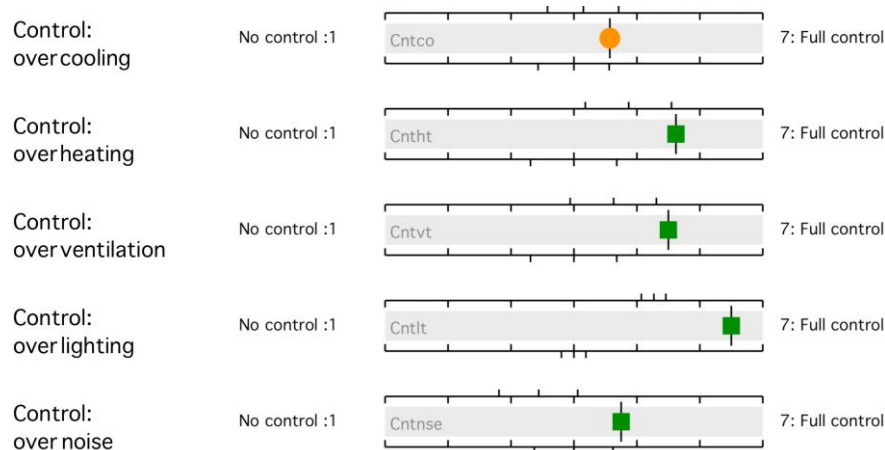 Control:
over cooling
No control :1
Cntco
7: Full control
Control:
over heating
No control :1
Cntht
7: Full control
Control:
over ventilation
No control :1
Cntvt
7: Full control
Control:
over lighting
No control :1
Cntlt
7: Full control
Control:
over noise
No control :1
Cntnse
7: Full control